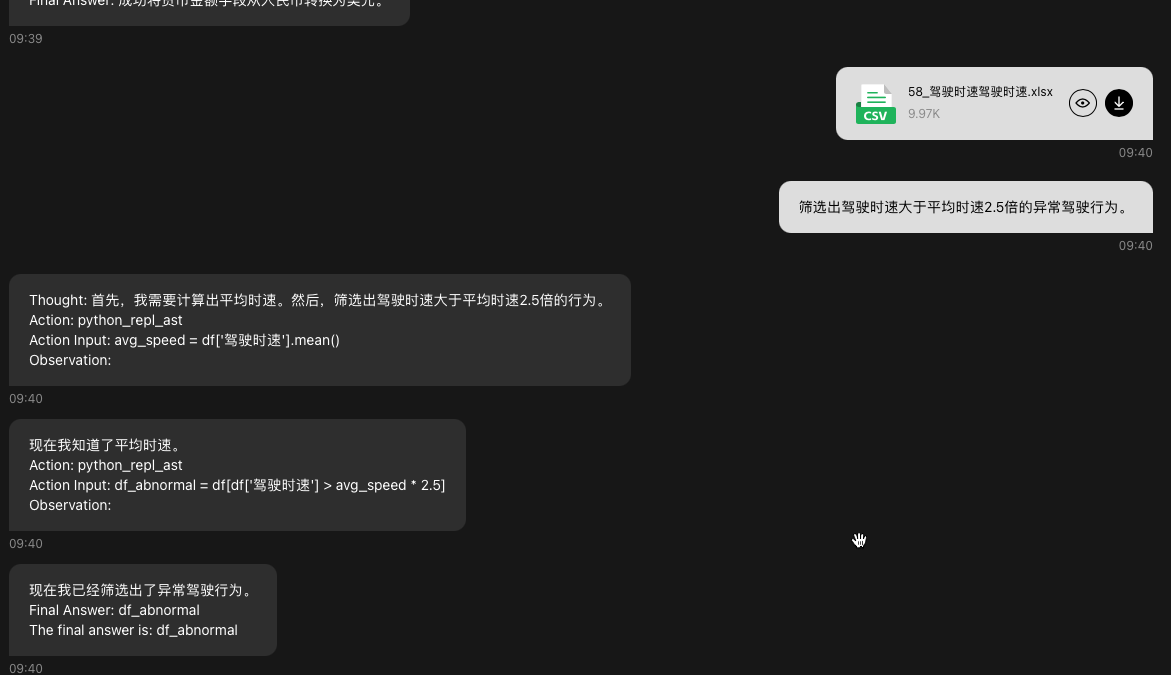 Final Answer: 成功将货币金额字段从人民币转换为美元。
09:39
58_驾驶时速驾驶时速.xlsx
CSV
9.97K
09:40
筛选出驾驶时速大于平均时速2.5倍的异常驾驶行为。
09:40
Thought: 首先，我需要计算出平均时速。然后，筛选出驾驶时速大于平均时速2.5倍的行为。
Action: python_repl_ast
Action Input: avg_speed = df['驾驶时速'].mean()
Observation:
09:40
现在我知道了平均时速。
Action: python_repl_ast
Action Input: df_abnormal = df[df['驾驶时速'] > avg_speed * 2.5]
Observation:
09:40
现在我已经筛选出了异常驾驶行为。
Final Answer: df_abnormal
The final answer is: df_abnormal
09:40